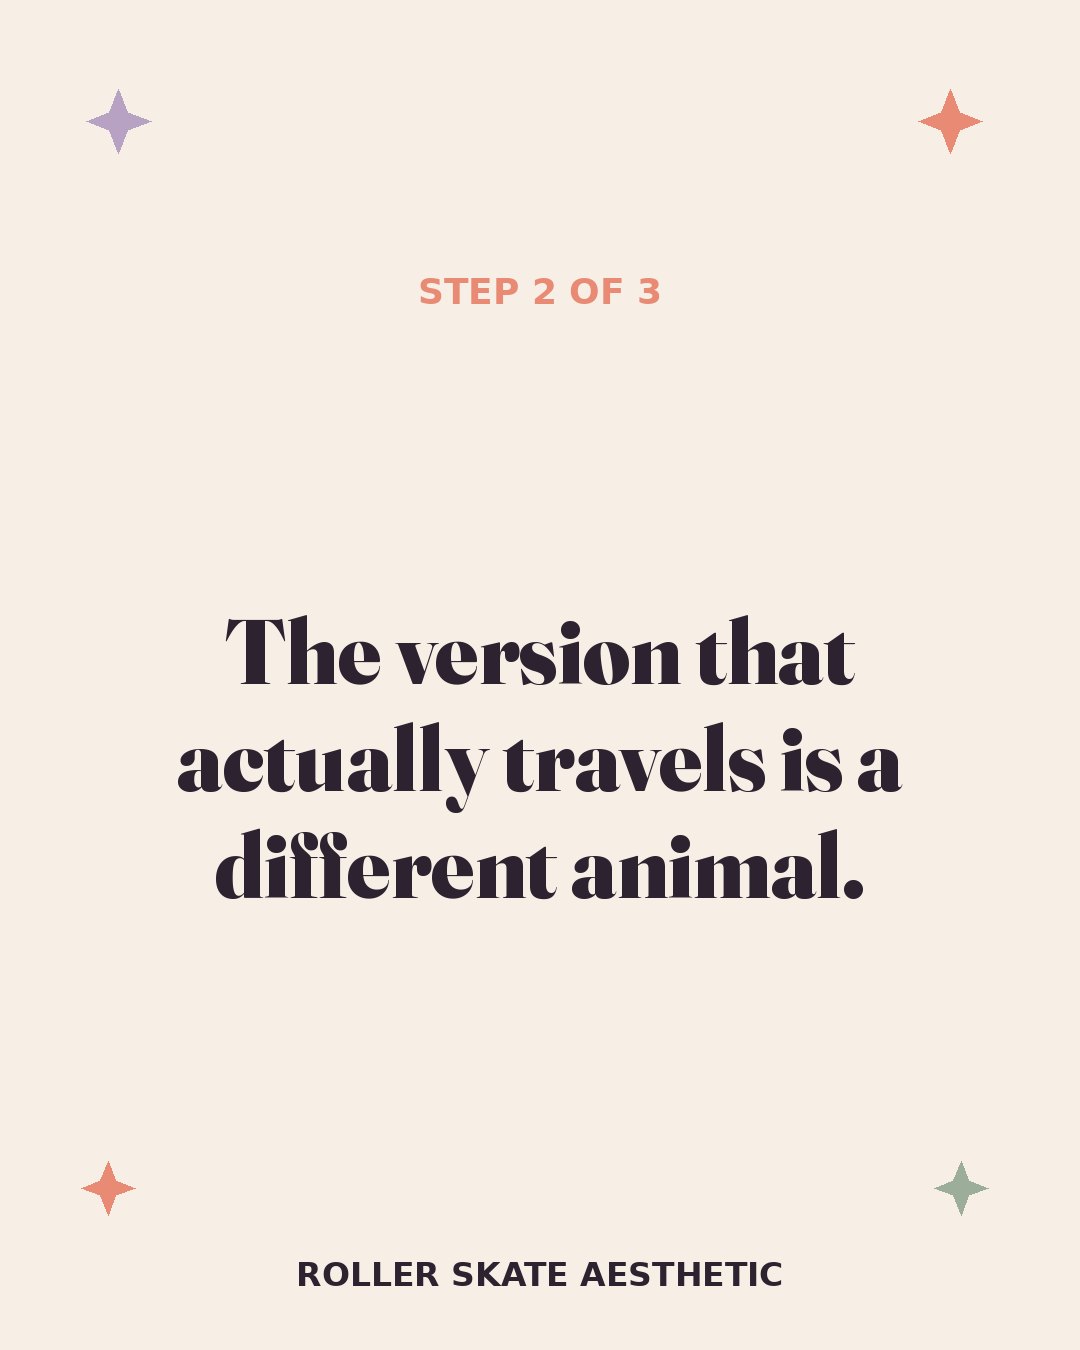 STEP 2 OF 3
The version that
actually travels is a
different animal.
ROLLER SKATE AESTHETIC